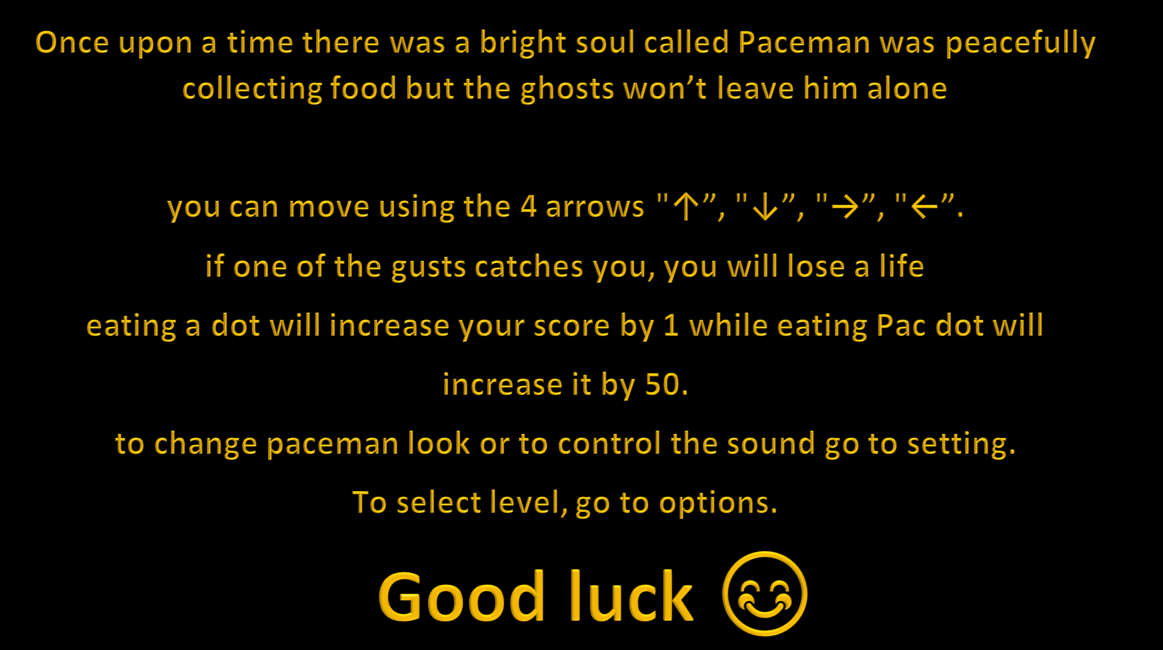 Once upon a time there was a bright soul called Paceman was peacefully
collecting food but the ghosts won’t leave him alone
you can move using the 4 arrows "↑”, "↓”, "→”, "←”.
if one of the gusts catches you, you will lose a life
eating a dot will increase your score by 1 while eating Pac dot will
increase it by 50.
to change paceman look or to control the sound go to setting.
To select level, go to options.
Good luck 😊